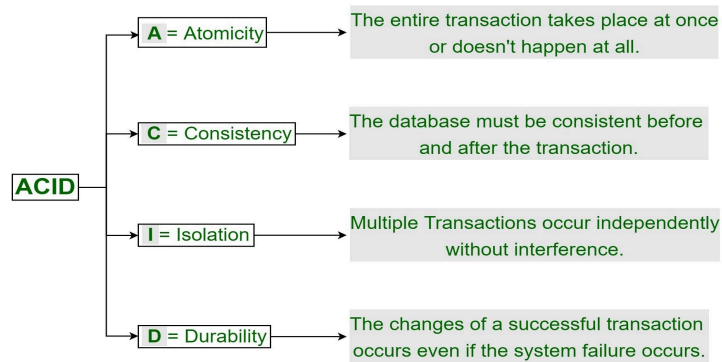 A = Atomicity
The entire transaction takes place at once
or doesn't happen at all.
C = Consistency
The database must be consistent before
and after the transaction.
ACID
I = Isolation
Multiple Transactions occur independently
without interference.
D = Durability
The changes of a successful transaction
occurs even if the system failure occurs.